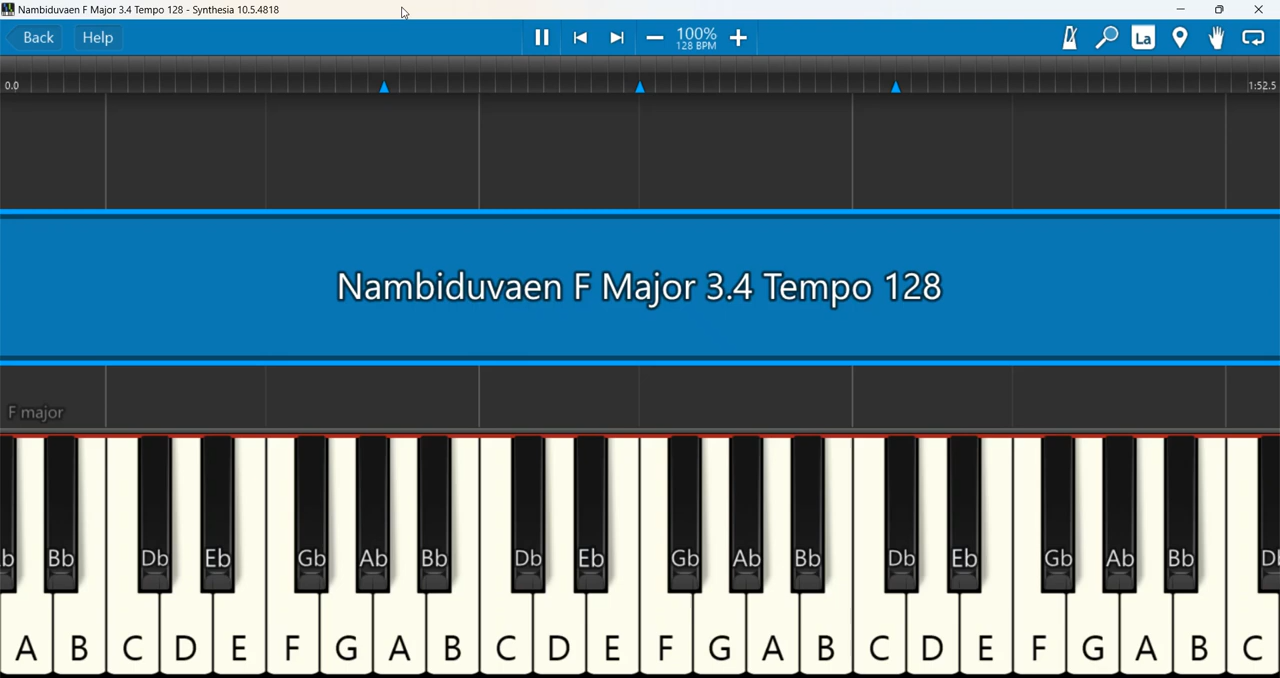 Nambiduvaen F Major 3.4 Tempo 128 - Synthesia 10.5.4818
Back Help 100% La
128 BPM
0.0 1:52.5
Nambiduvaen F Major 3.4 Tempo 128
F major
b Bb Db Eb Gb Ab Bb Db Eb Gb Ab Bb Db Eb Gb Ab Bb D
A B C D E F G A B C D E F G A B C D E F G A B C